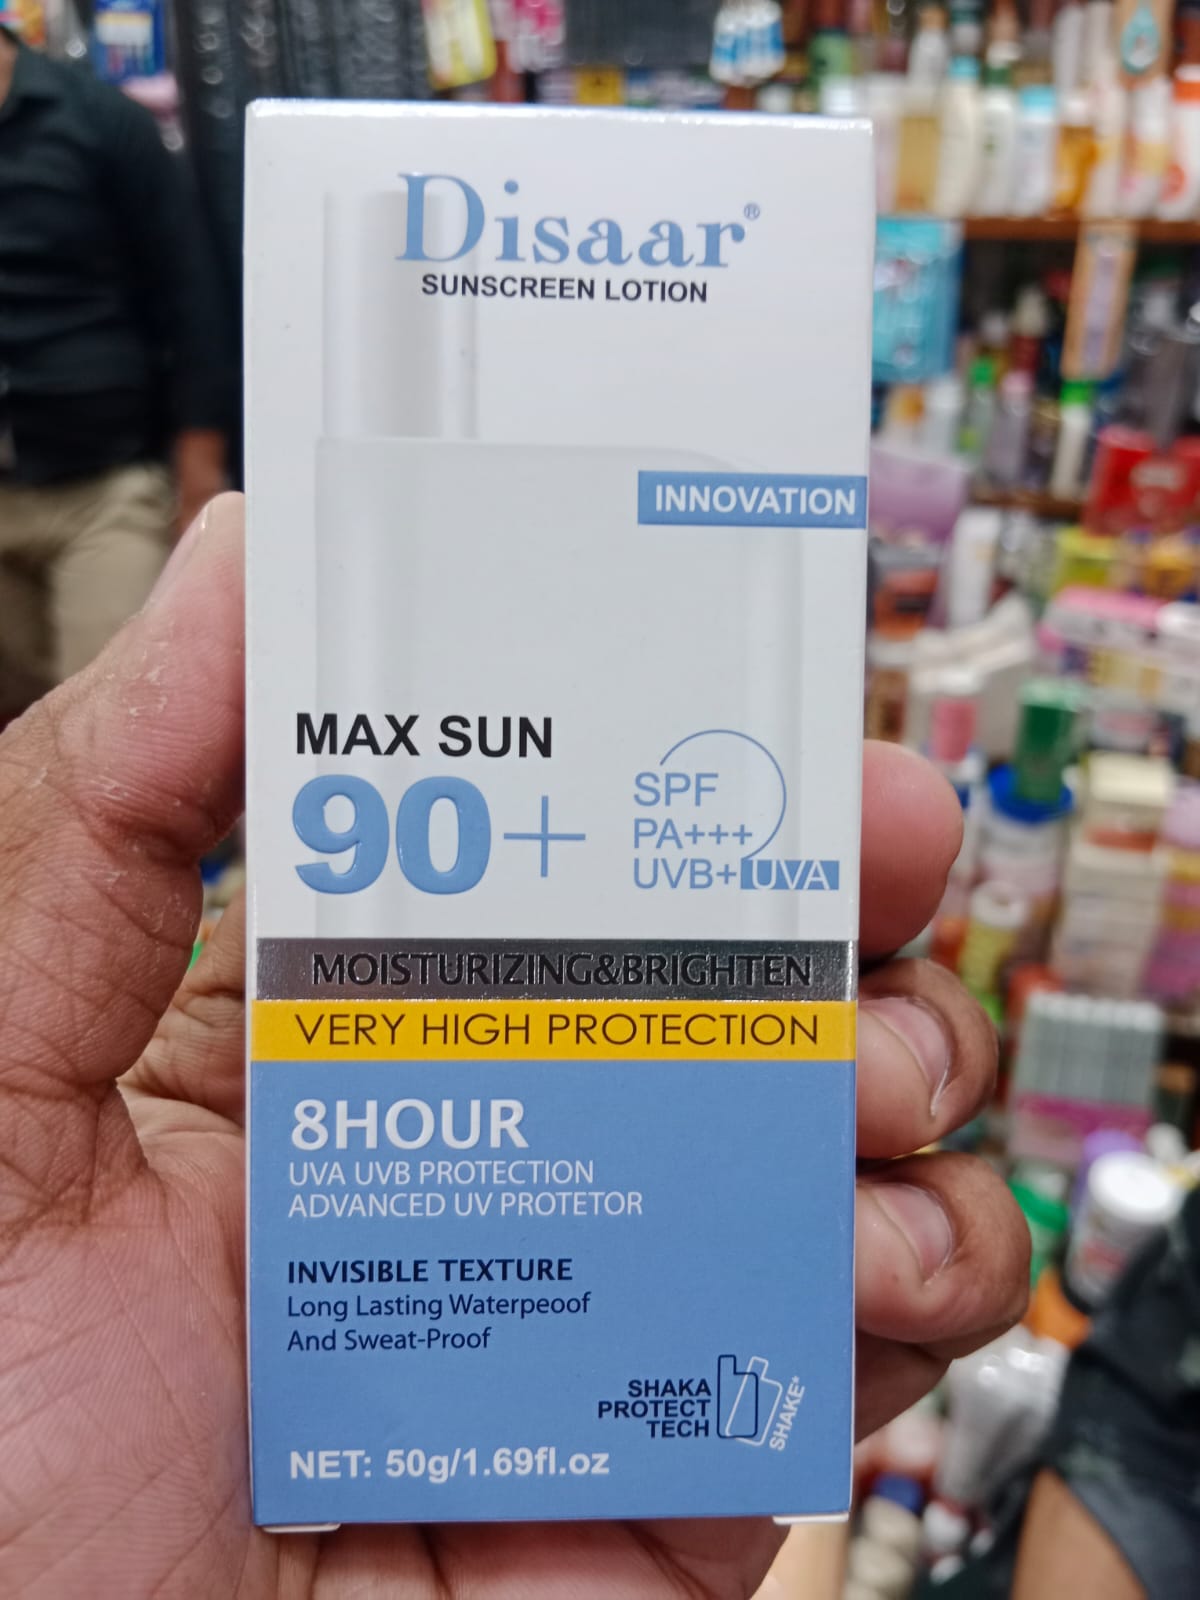 Disaar®
SUNSCREEN LOTION
INNOVATION
MAX SUN
90+
SPF
PA+++
UVB+UVA
MOISTURIZING&BRIGHTEN
VERY HIGH PROTECTION
8HOUR
UVA UVB PROTECTION
ADVANCED UV PROTETOR
INVISIBLE TEXTURE
Long Lasting Waterpeoof
And Sweat-Proof
SHAKA
PROTECT
TECH
SHAKE*
NET: 50g/1.69fl.oz